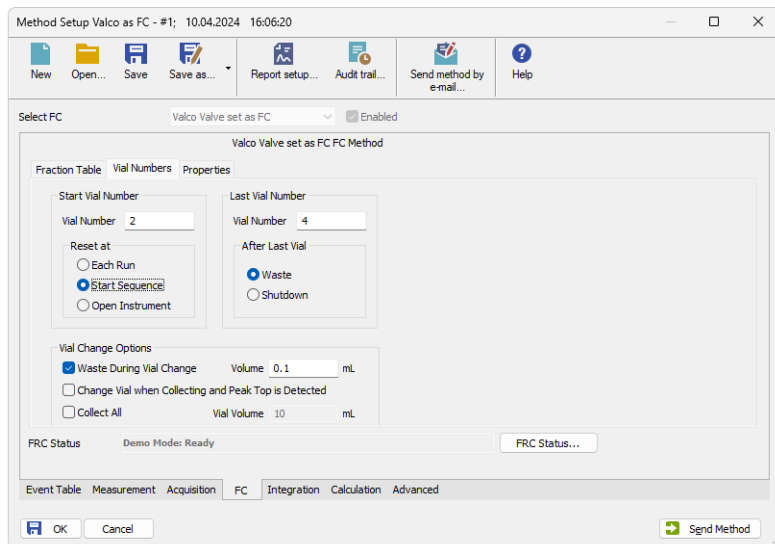 Method Setup Valco as FC - #1;  10.04.2024  16:06:20
New Open... Save Save as... Report setup... Audit trail... Send method by e-mail... Help
Select FC Valco Valve set as FC Enabled
Valco Valve set as FC FC Method
Fraction Table Vial Numbers Properties
Start Vial Number Last Vial Number
Vial Number 2 Vial Number 4
Reset at After Last Vial
Each Run
Waste
Start Sequence
Shutdown
Open Instrument
Vial Change Options
Waste During Vial Change Volume 0.1 mL
Change Vial when Collecting and Peak Top is Detected
Collect All Vial Volume 10 mL
FRC Status Demo Mode: Ready FRC Status...
Event Table Measurement Acquisition FC Integration Calculation Advanced
OK Cancel Send Method